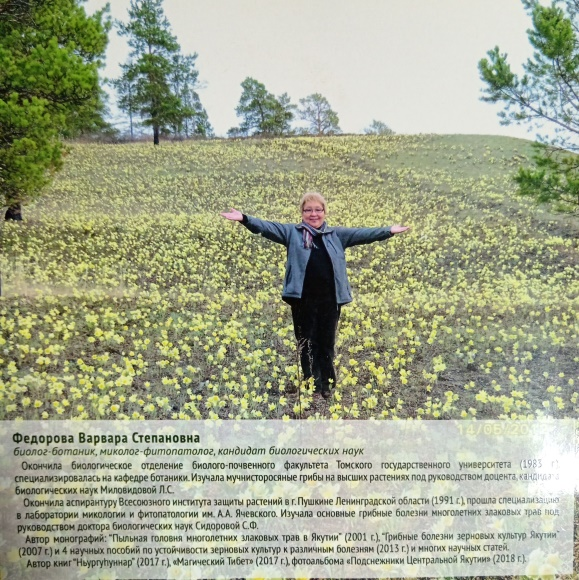 14/05/
Федорова Варвара Степановна
биолог-ботаник, миколог-фитопатолог, кандидат биологических наук
Окончила биологическое отделение биолого-почвенного факультета Томского государственного университета (1983 г.),
специализировалась на кафедре ботаники. Изучала мучнисторосяные грибы на высших растениях под руководством доцента, кандидата
биологических наук Миловидовой Л.С.
Окончила аспирантуру Всесоюзного института защиты растений в г. Пушкине Ленинградской области (1991 г.), прошла специализацию
в лаборатории микологии и фитопатологии им. А.А. Ячевского. Изучала основные грибные болезни многолетних злаковых трав под
руководством доктора биологических наук Сидоровой С.Ф.
Автор монографий: "Пыльная головня многолетних злаковых трав в Якутии" (2001 г.), "Грибные болезни зерновых культур Якутии"
(2007 г.) и 4 научных пособий по устойчивости зерновых культур к различным болезням (2013 г.) и многих научных статей.
Автор книг "Ньургуһуннар" (2017 г.), «Магический Тибет» (2017 г.), фотоальбома «Подснежники Центральной Якутии» (2018 г.).